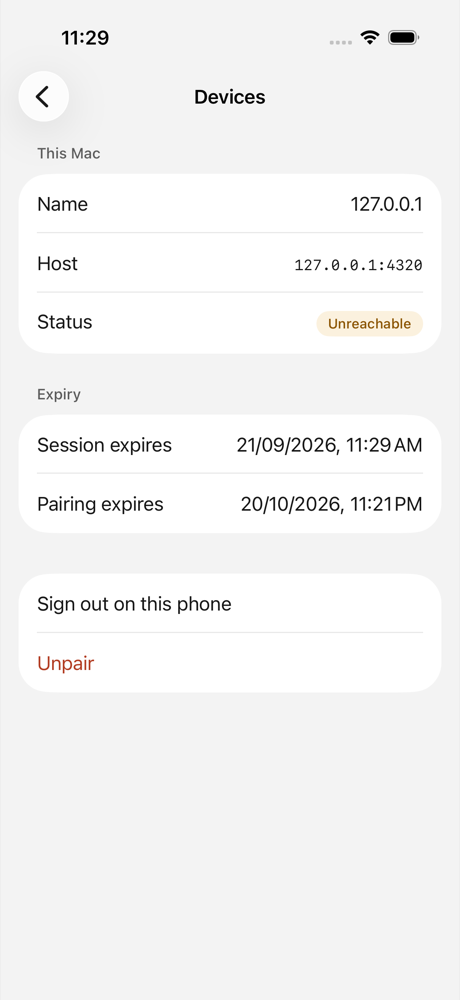 11:29
Devices
This Mac
Name 127.0.0.1
Host 127.0.0.1:4320
Status Unreachable
Expiry
Session expires 21/09/2026, 11:29 AM
Pairing expires 20/10/2026, 11:21 PM
Sign out on this phone
Unpair